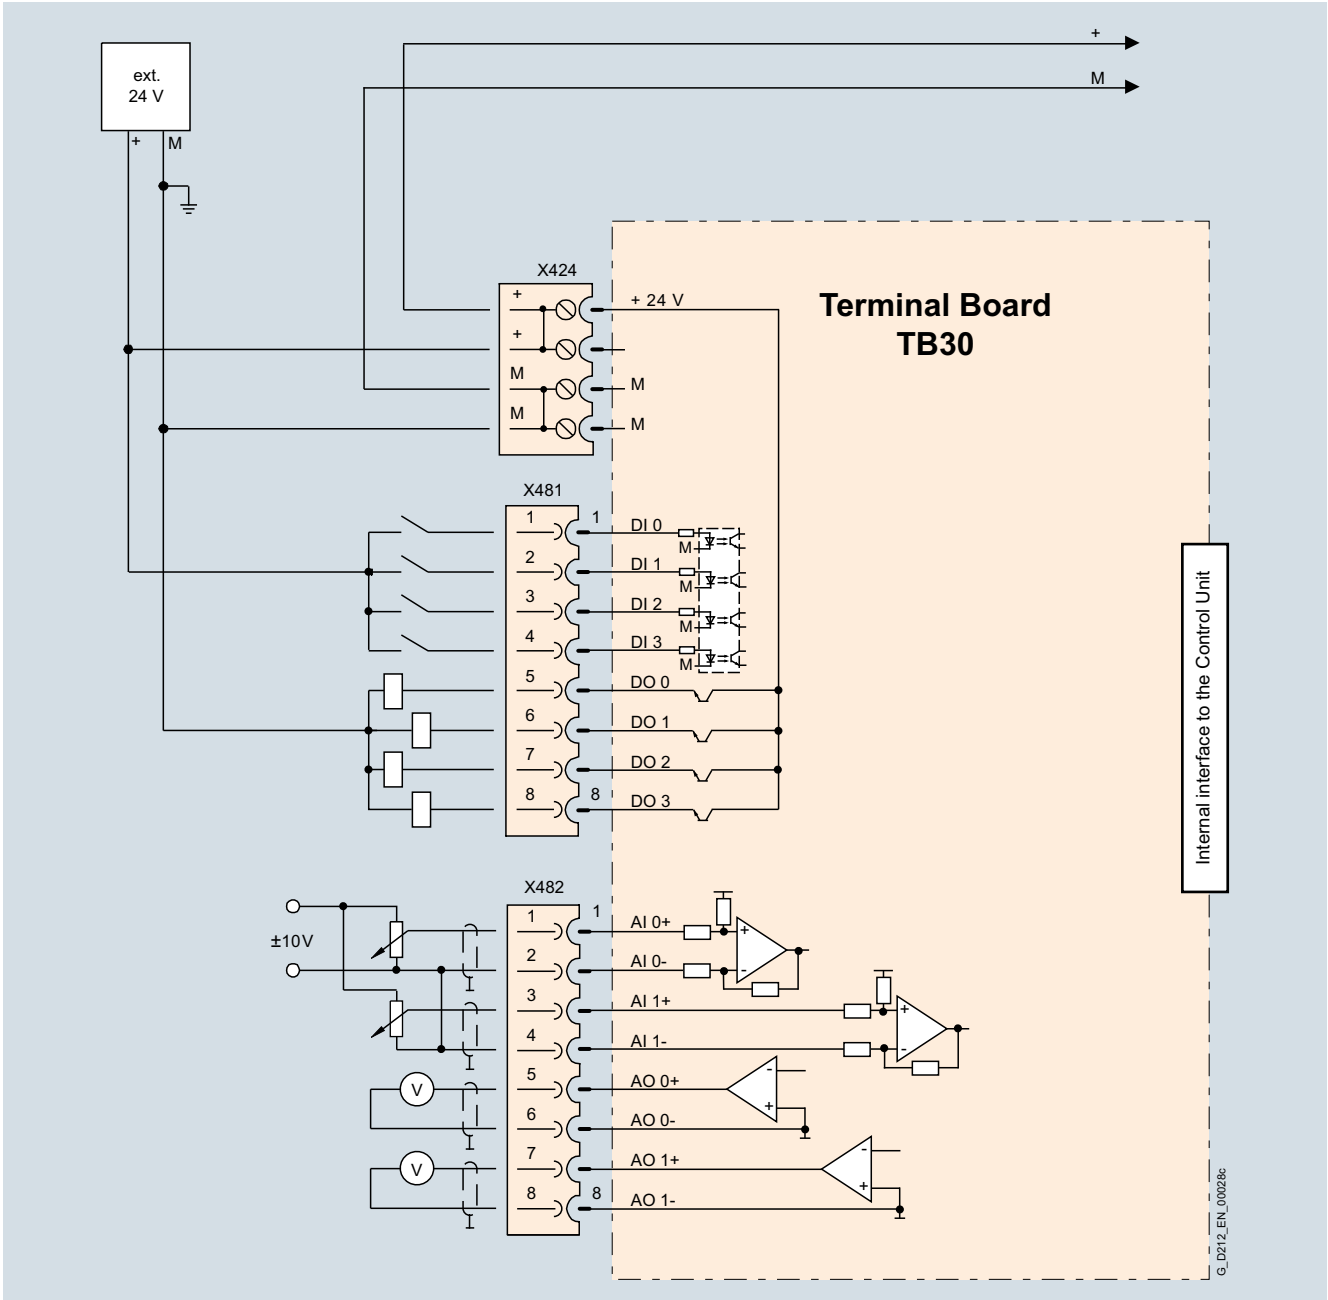 +
M
ext.
24 V
+ M
X424
+ + 24 V
+
M M
M M
Terminal Board
TB30
X481
1 1 DI 0
M
2 DI 1
M
3 DI 2
M
4 DI 3
M
5 DO 0
6 DO 1
7 DO 2
8 8 DO 3
Internal interface to the Control Unit
X482
±10V
1 1 AI 0+
+
2 AI 0-
-
3 AI 1+
+
4 AI 1-
-
V 5 AO 0+
-
+
6 AO 0-
V 7 AO 1+
-
+
8 8 AO 1-
G_D212_EN_00028c